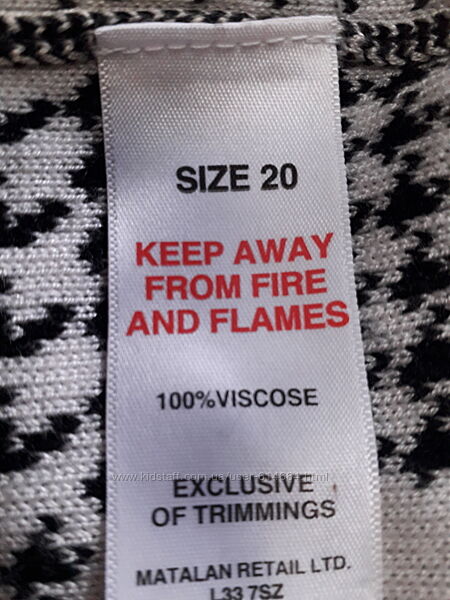 SIZE 20
KEEP AWAY
FROM FIRE
AND FLAMES
100%VISCOSE
EXCLUSIVE
OF TRIMMINGS
MATALAN RETAIL LTD.
L33 7SZ